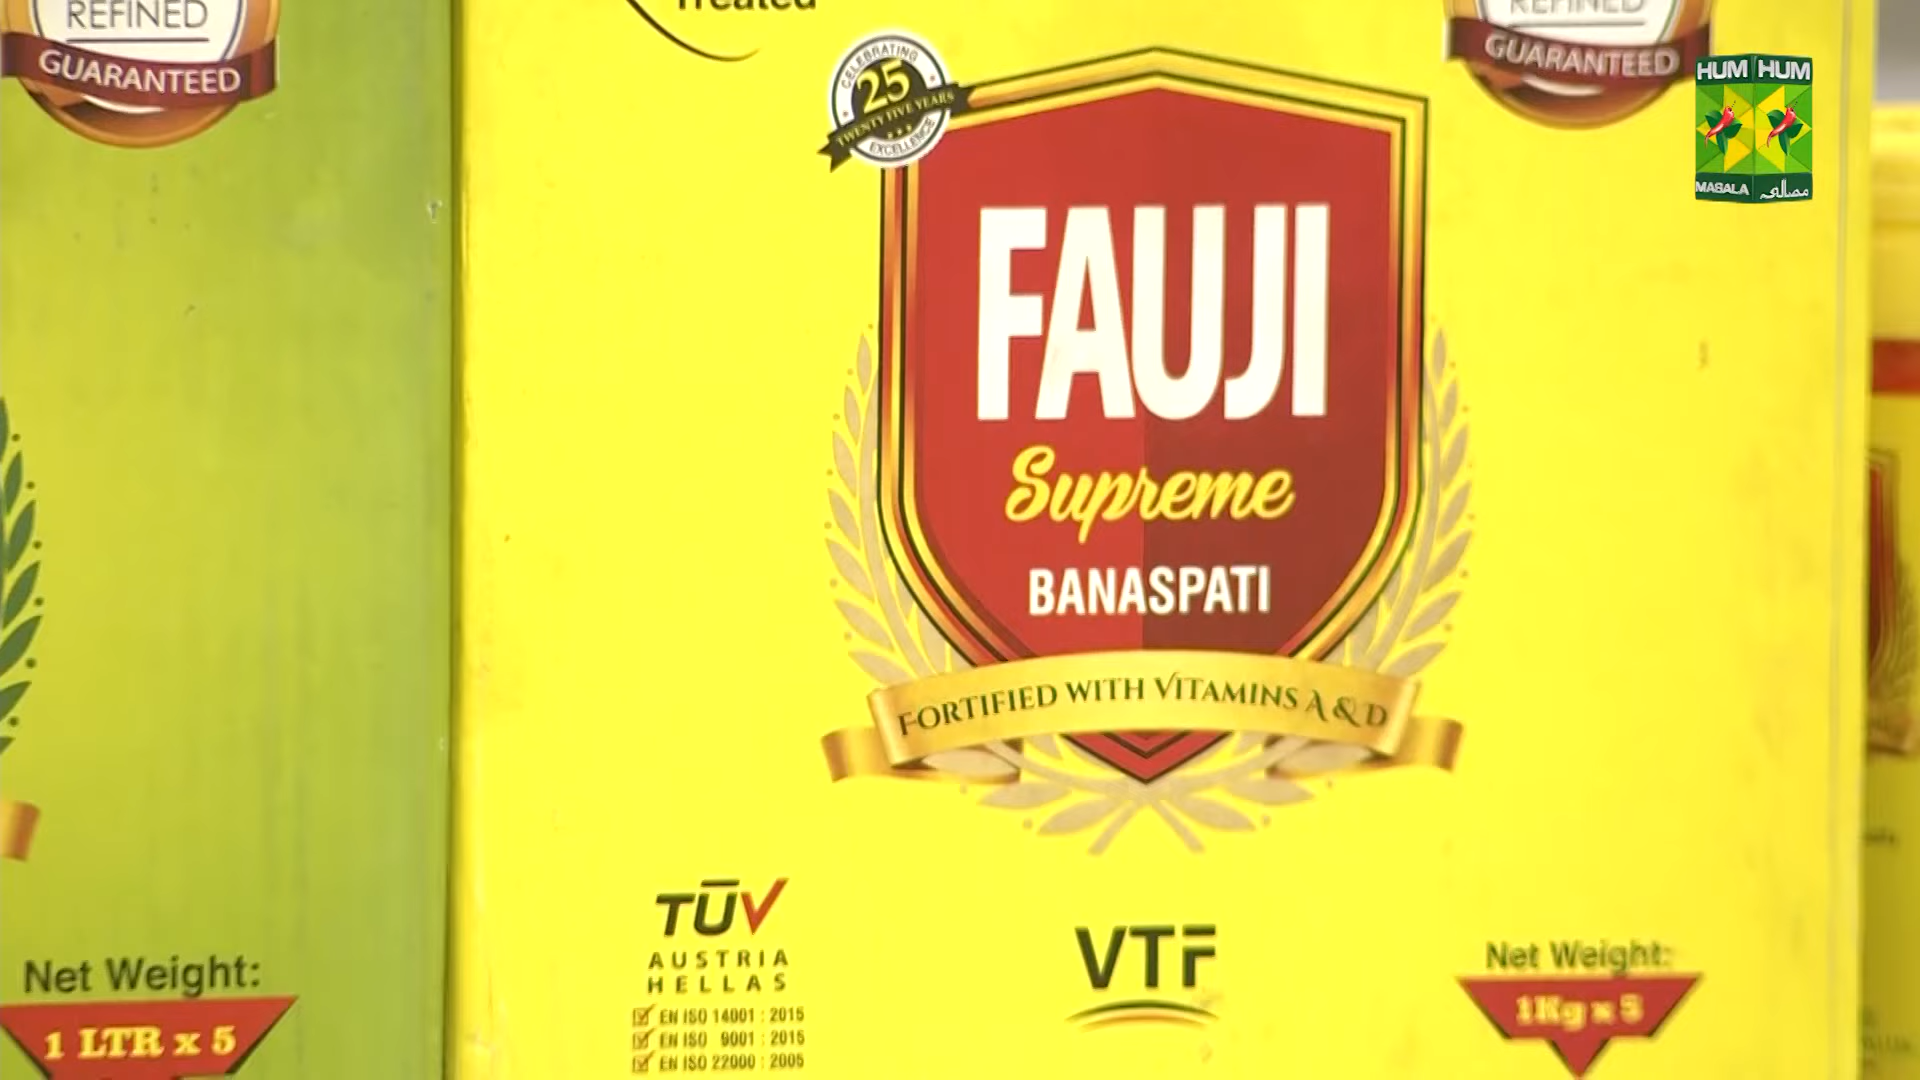 REFINED
GUARANTEED
Treated
CELEBRATING
25
TWENTY FIVE YEARS
EXCELLENCE
REFINED
GUARANTEED
HUM HUM
MASALA مصالحہ
FAUJI
Supreme
BANASPATI
FORTIFIED WITH VITAMINS A & D
TÜV
AUSTRIA
HELLAS
EN ISO 14001 : 2015
EN ISO 9001 : 2015
EN ISO 22000 : 2005
VTF
Net Weight:
1Kg x 5
Net Weight:
1 LTR x 5